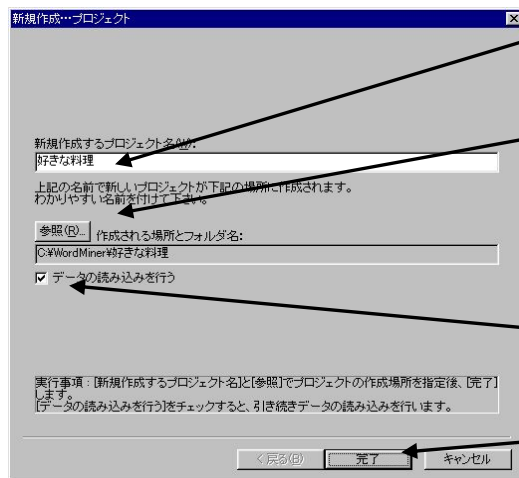 新規作成…プロジェクト
新規作成するプロジェクト名(W):
好きな料理
上記の名前で新しいプロジェクトが下記の場所に作成されます。
わかりやすい名前を付けて下さい。
参照(R)... 作成される場所とフォルダ名:
C:¥WordMiner¥好きな料理
データの読み込みを行う
実行事項：[新規作成するプロジェクト名]と[参照]でプロジェクトの作成場所を指定後、[完了]
します。
[データの読み込みを行う]をチェックすると、引き続きデータの読み込みを行います。
< 戻る(B) 完了 キャンセル